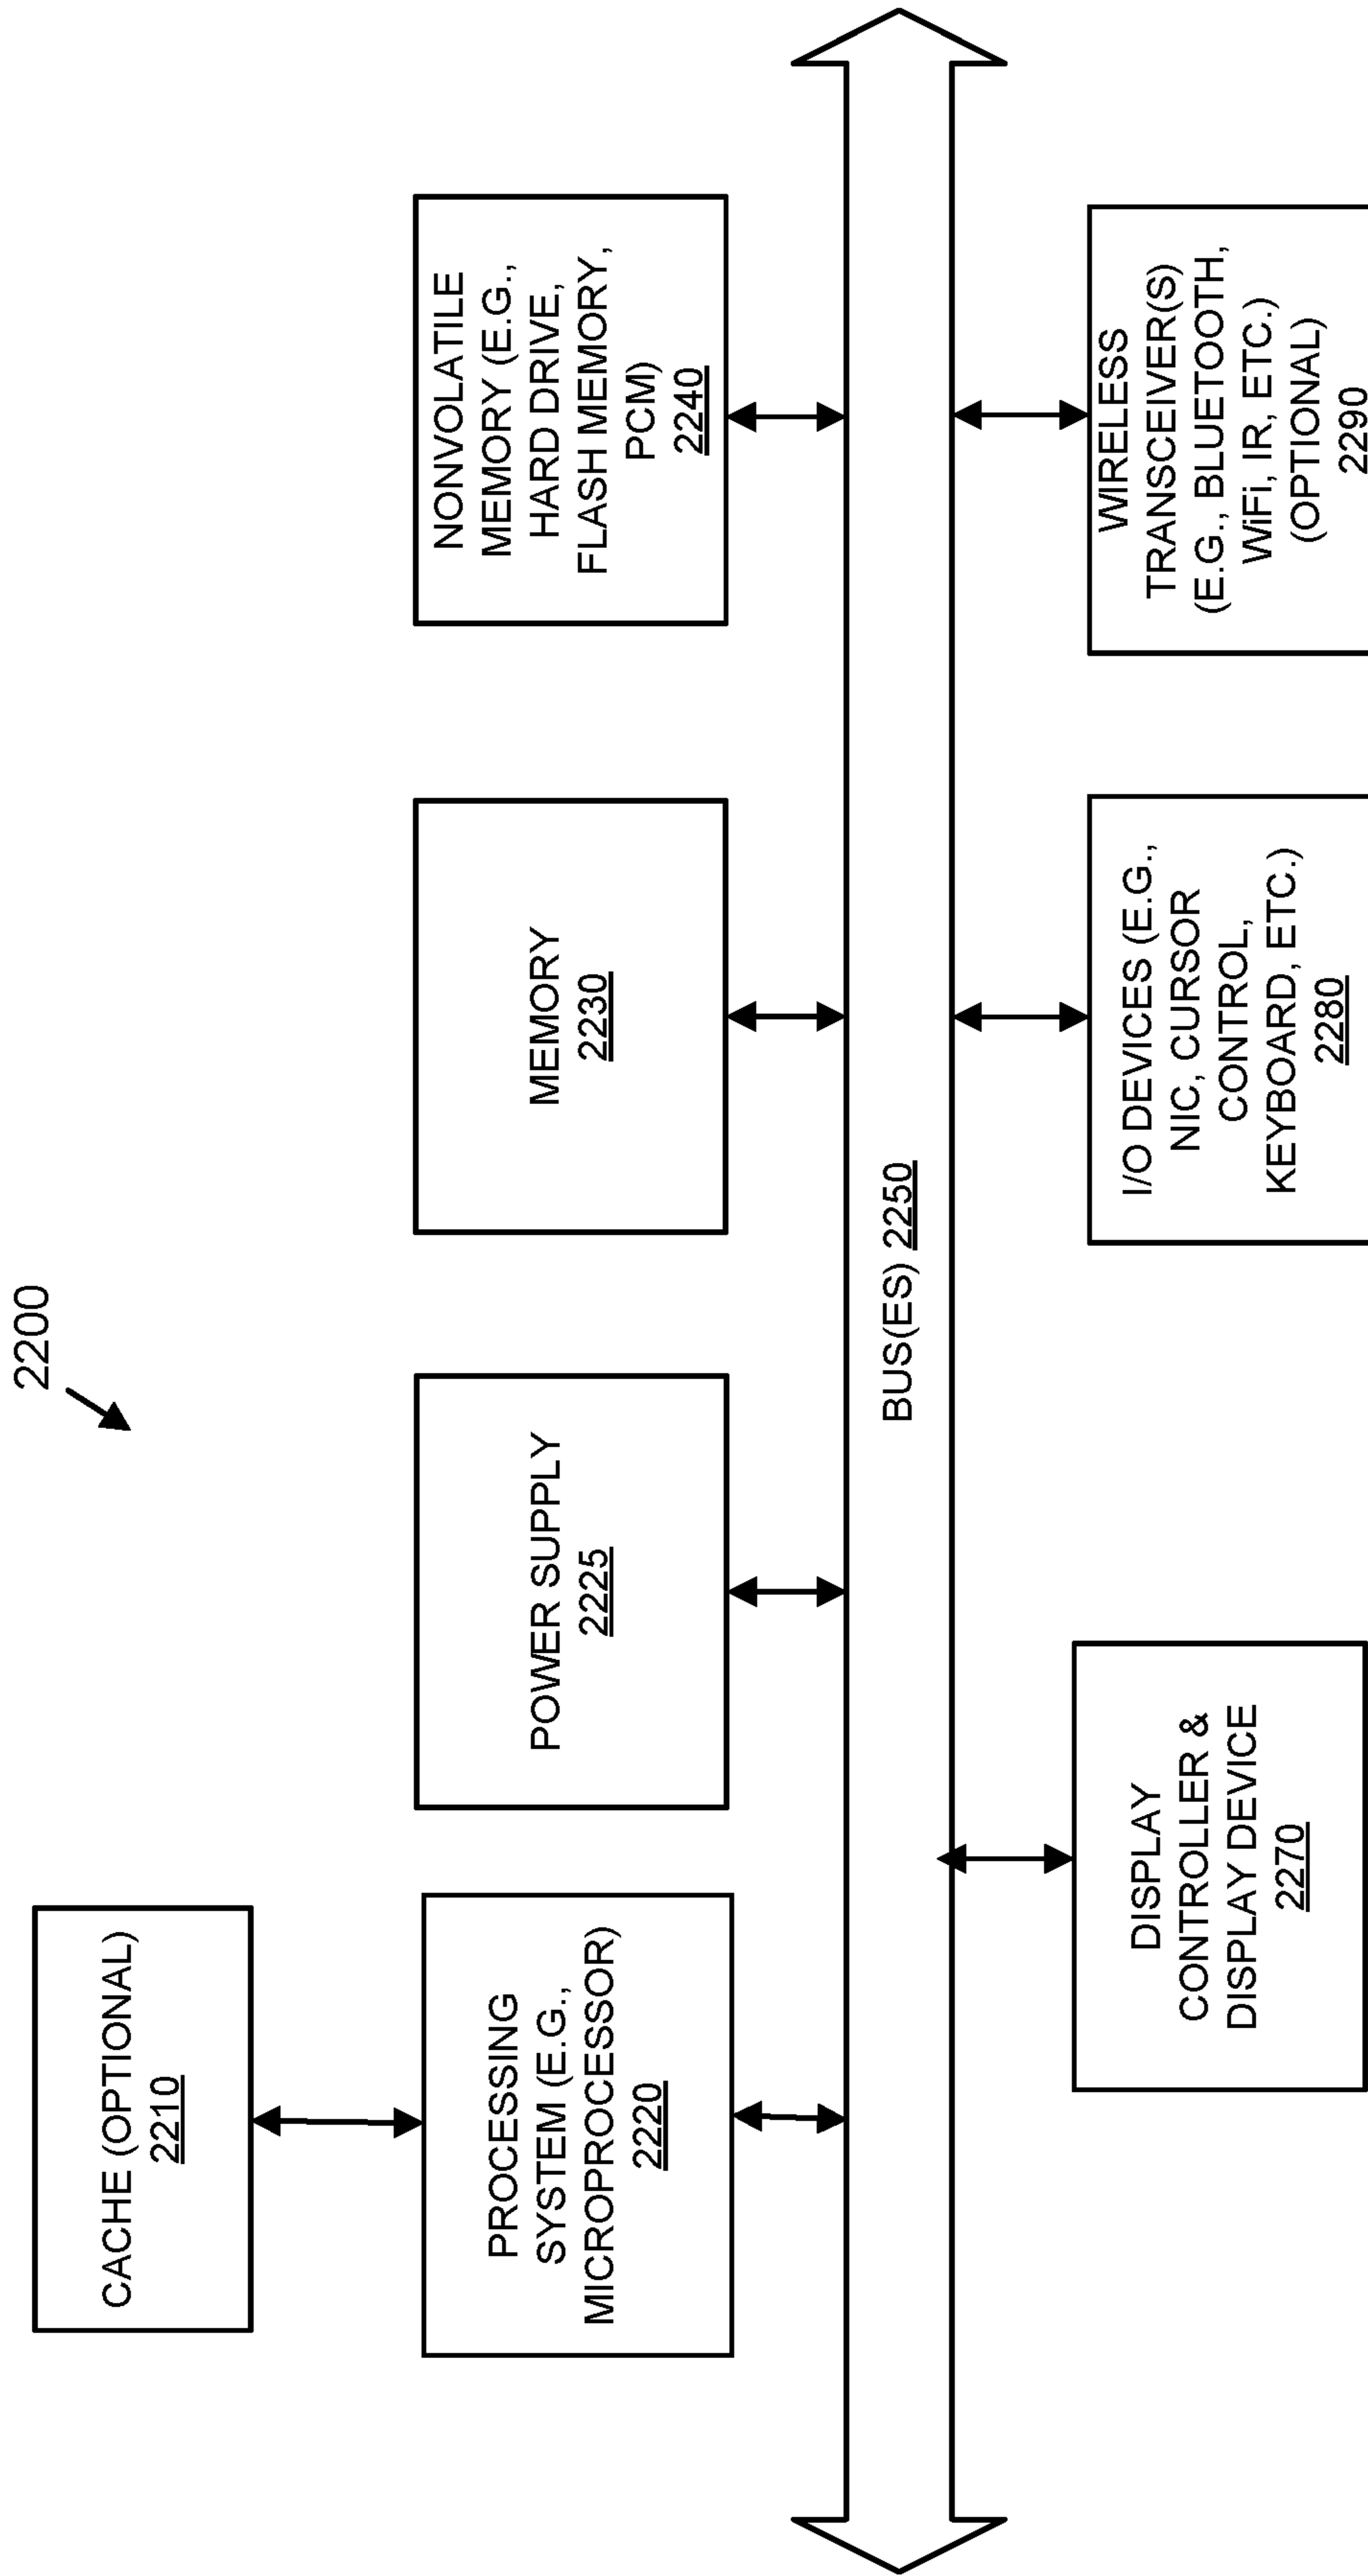 2200
CACHE (OPTIONAL)
2210
PROCESSING
SYSTEM (E.G.,
MICROPROCESSOR)
2220
POWER SUPPLY
2225
MEMORY
2230
NONVOLATILE
MEMORY (E.G.,
HARD DRIVE,
FLASH MEMORY,
PCM)
2240
BUS(ES) 2250
DISPLAY
CONTROLLER &
DISPLAY DEVICE
2270
I/O DEVICES (E.G.,
NIC, CURSOR
CONTROL,
KEYBOARD, ETC.)
2280
WIRELESS
TRANSCEIVER(S)
(E.G., BLUETOOTH,
WiFi, IR, ETC.)
(OPTIONAL)
2290